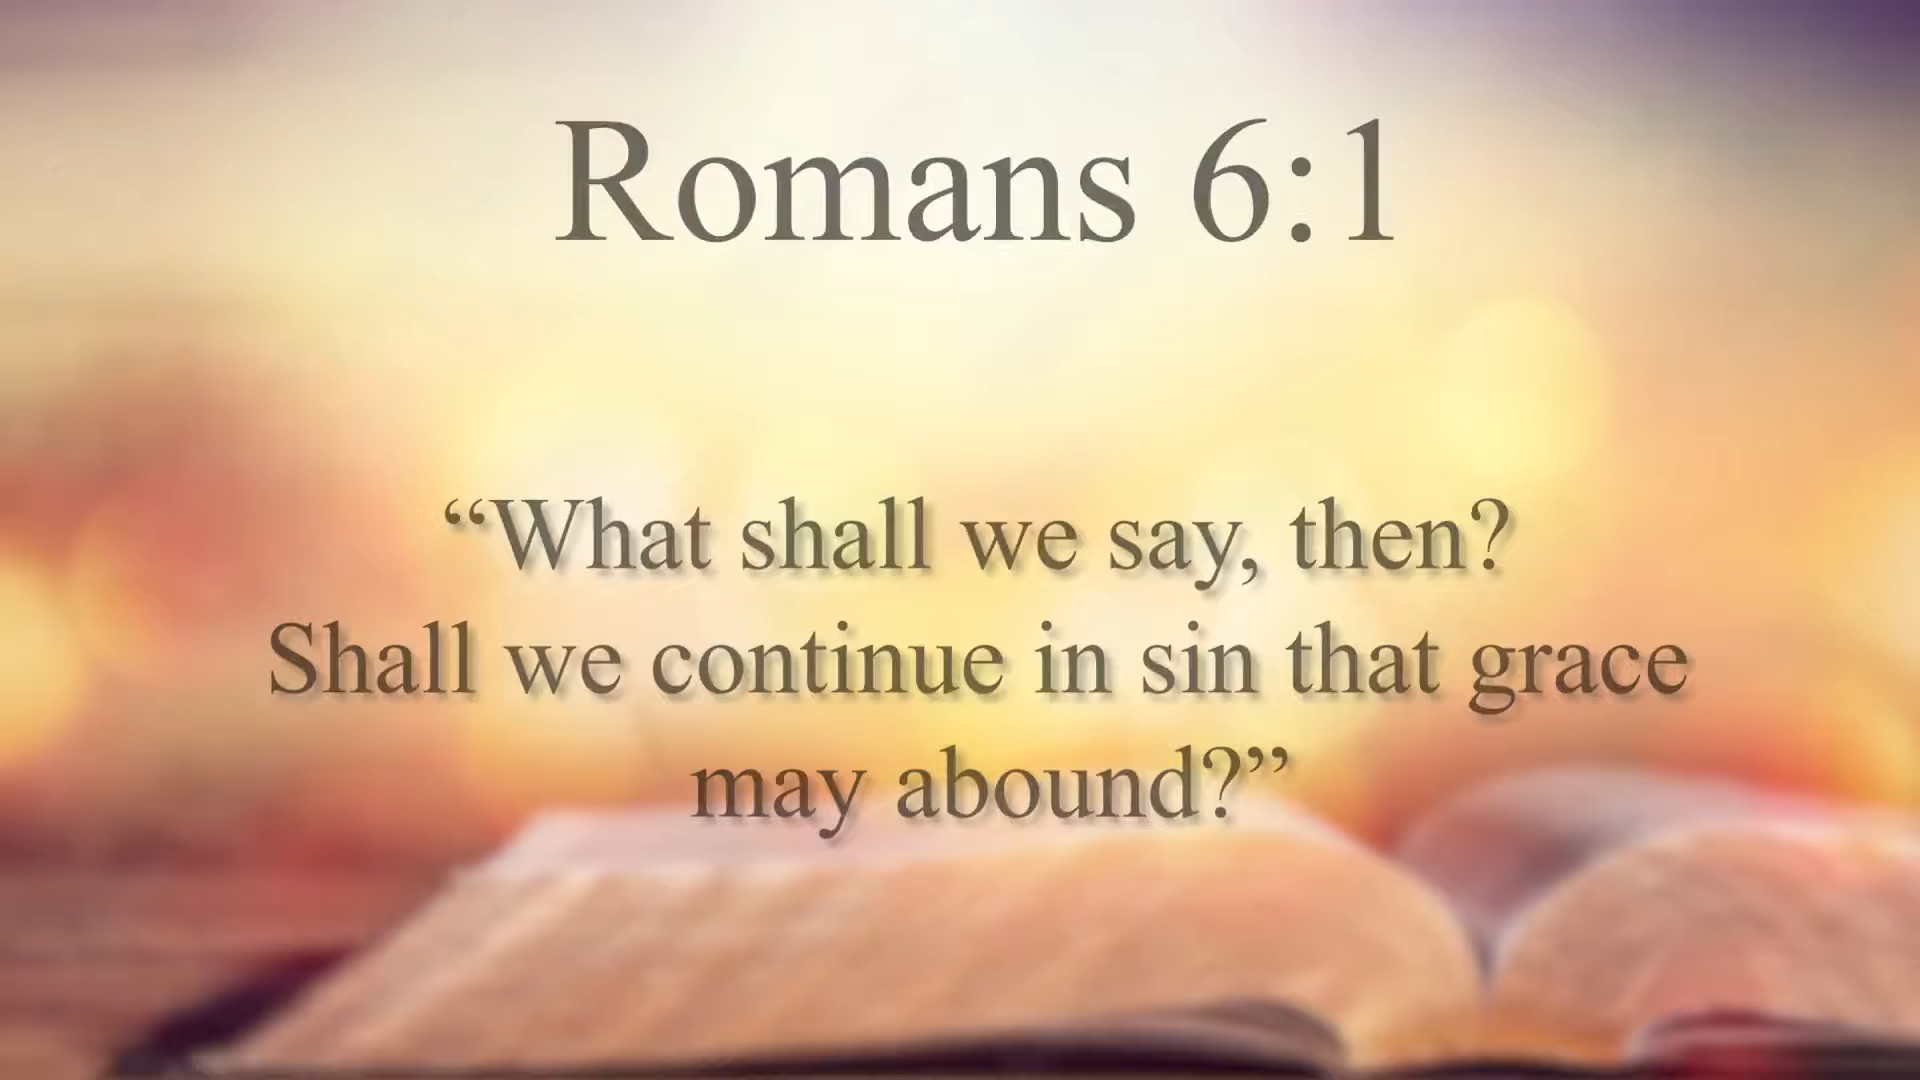 Romans 6:1
“What shall we say, then?
Shall we continue in sin that grace
may abound?”